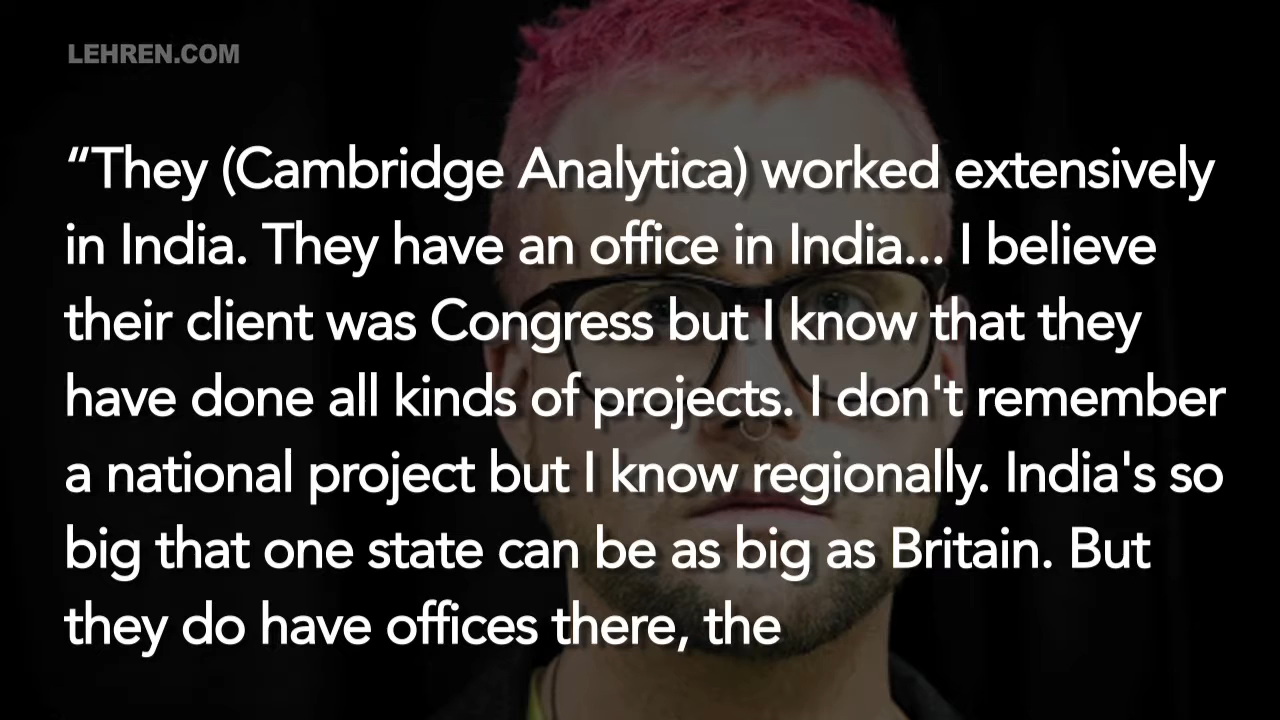 LEHREN.COM
“They (Cambridge Analytica) worked extensively
in India. They have an office in India... I believe
their client was Congress but I know that they
have done all kinds of projects. I don't remember
a national project but I know regionally. India's so
big that one state can be as big as Britain. But
they do have offices there, the